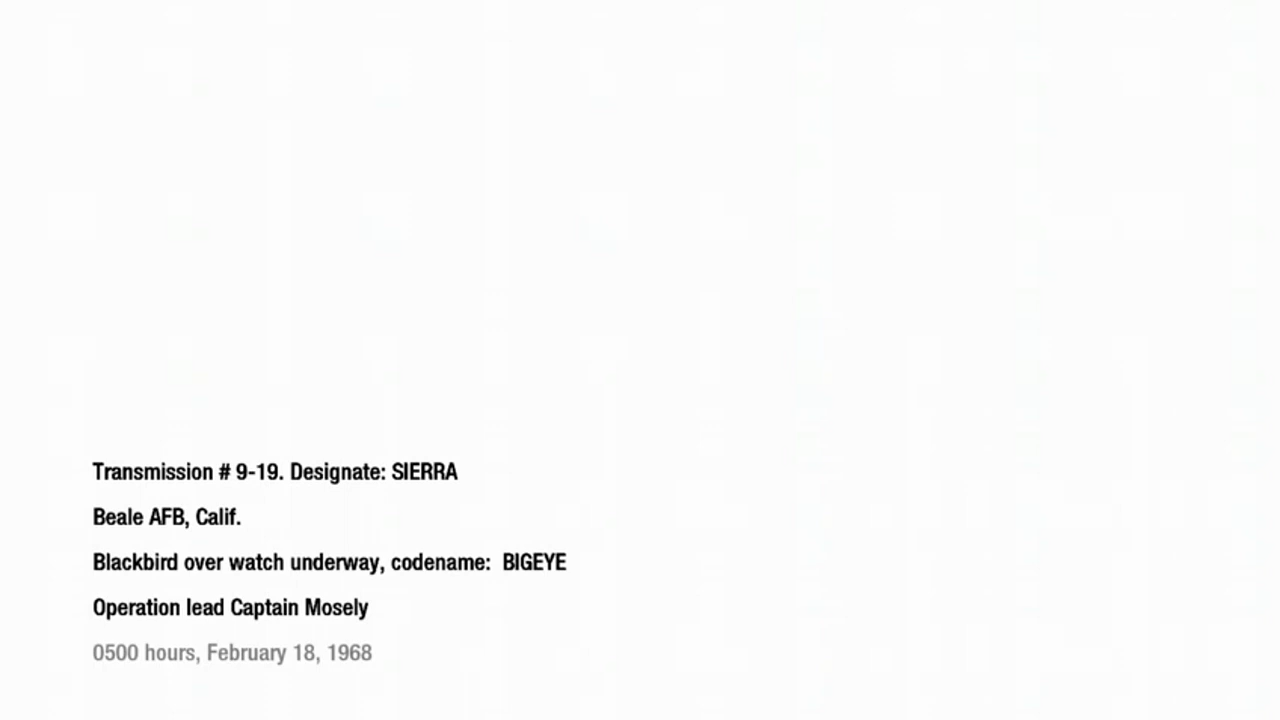 Transmission # 9-19. Designate: SIERRA
Beale AFB, Calif.
Blackbird over watch underway, codename:  BIGEYE
Operation lead Captain Mosely
0500 hours, February 18, 1968